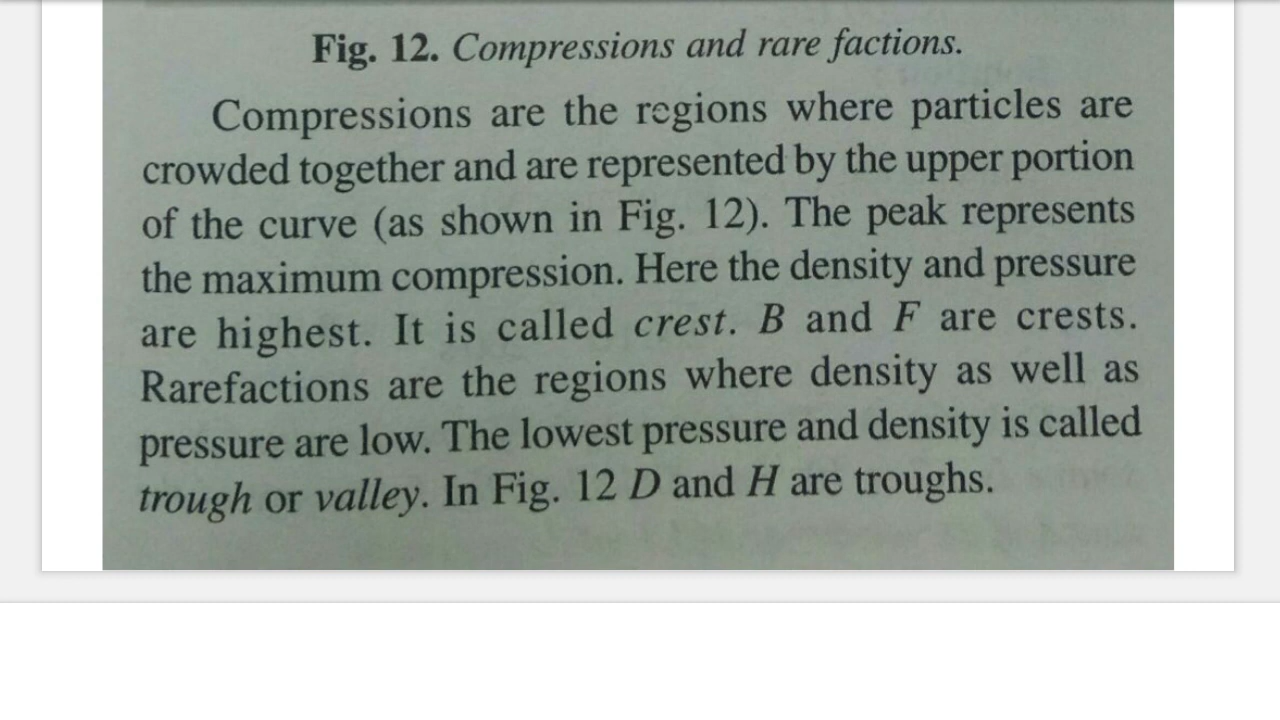 Fig. 12. Compressions and rare factions.
Compressions are the regions where particles are
crowded together and are represented by the upper portion
of the curve (as shown in Fig. 12). The peak represents
the maximum compression. Here the density and pressure
are highest. It is called crest. B and F are crests.
Rarefactions are the regions where density as well as
pressure are low. The lowest pressure and density is called
trough or valley. In Fig. 12 D and H are troughs.